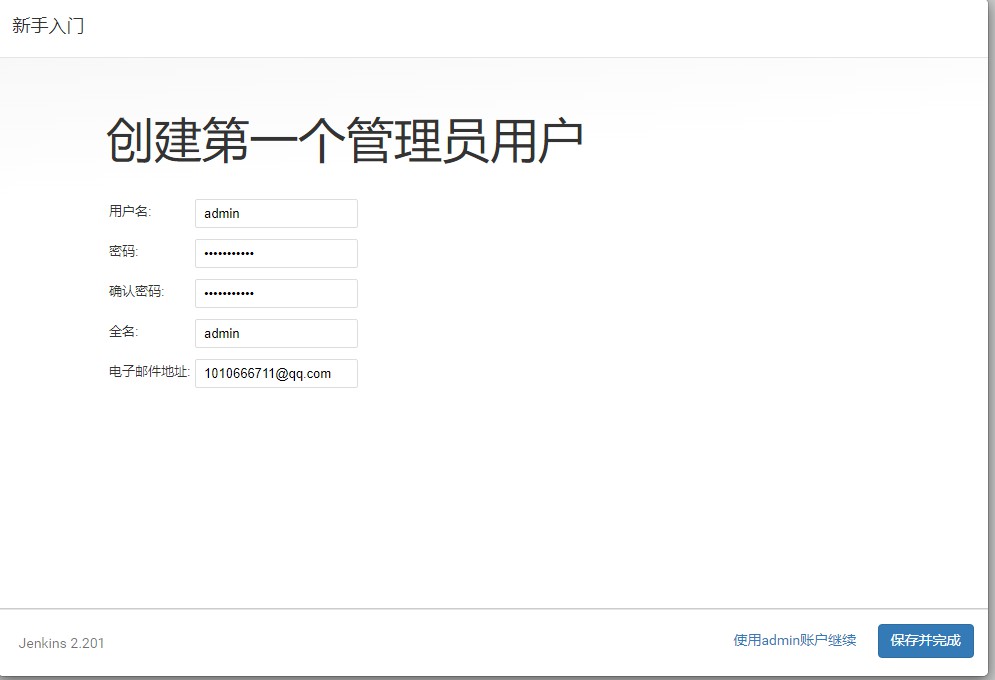 新手入门
创建第一个管理员用户
用户名: admin
密码: •••••••••••
确认密码: •••••••••••
全名: admin
电子邮件地址: 1010666711@qq.com
Jenkins 2.201 使用admin账户继续 保存并完成